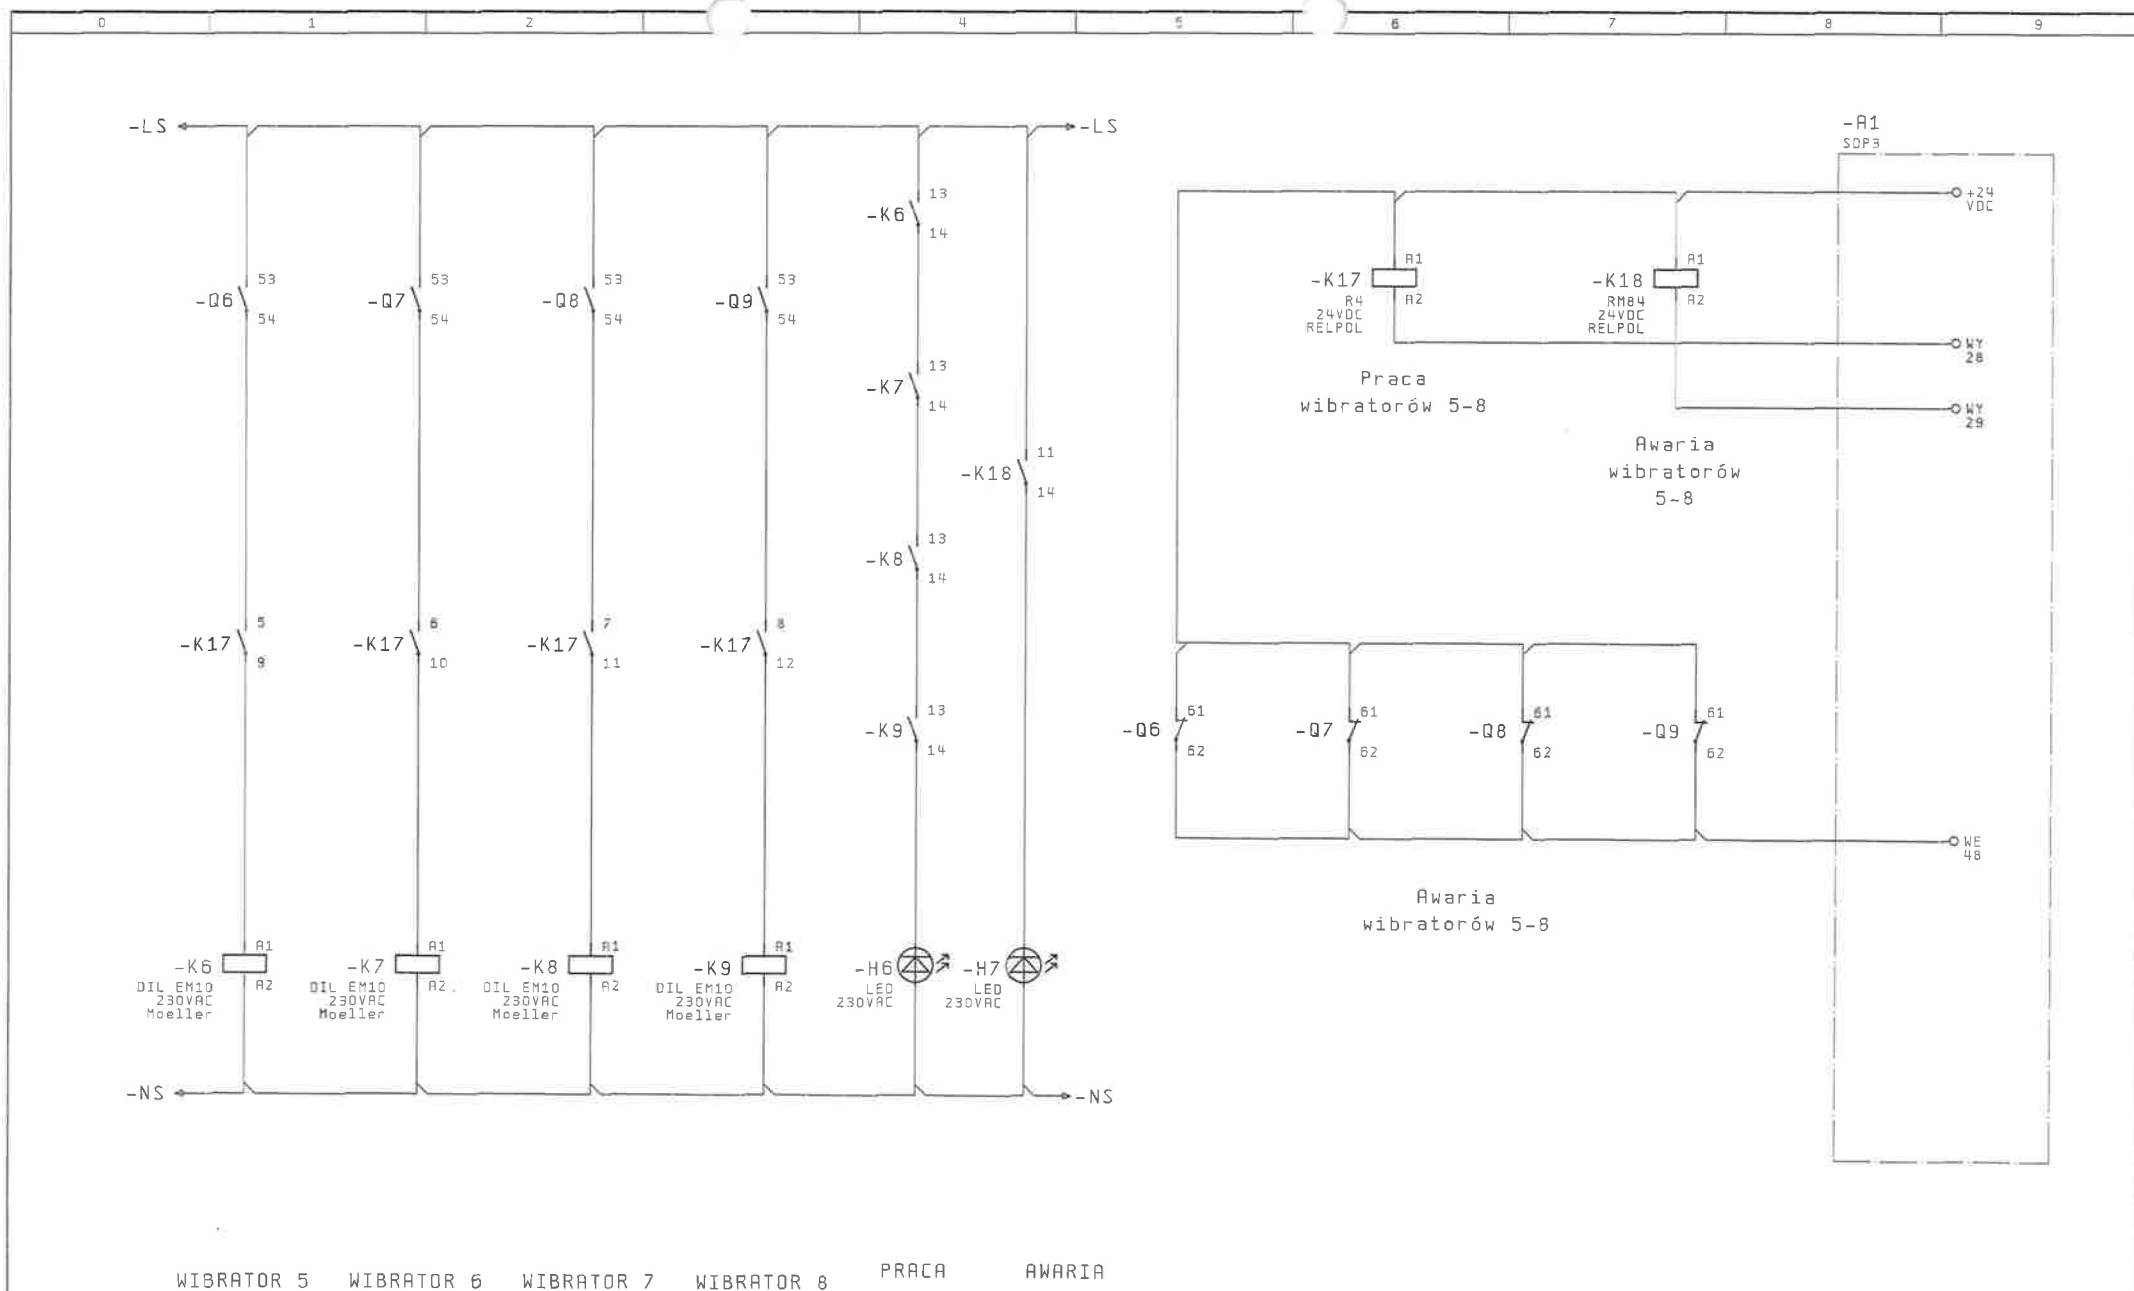 0 1 2 4 5 6 7 8 9
-LS
-LS
-A1
SDP3
-K6 13
14
+24
VDC
-Q6 53
54
-Q7 53
54
-Q8 53
54
-Q9 53
54
-K17 A1
A2
R4
24VDC
RELPOL
-K18 A1
A2
RM84
24VDC
RELPOL
WY
28
-K7 13
14
Praca
wibratorów 5-8
WY
29
-K18 11
14
Awaria
wibratorów
5-8
-K8 13
14
-K17 5
9
-K17 6
10
-K17 7
11
-K17 8
12
-K9 13
14
-Q6 61
62
-Q7 61
62
-Q8 61
62
-Q9 61
62
WE
48
Awaria
wibratorów 5-8
-K6 A1
A2
DIL EM10
230VAC
Moeller
-K7 A1
A2
DIL EM10
230VAC
Moeller
-K8 A1
A2
DIL EM10
230VAC
Moeller
-K9 A1
A2
DIL EM10
230VAC
Moeller
-H6
LED
230VAC
-H7
LED
230VAC
-NS
-NS
WIBRATOR 5 WIBRATOR 6 WIBRATOR 7 WIBRATOR 8 PRACA AWARIA